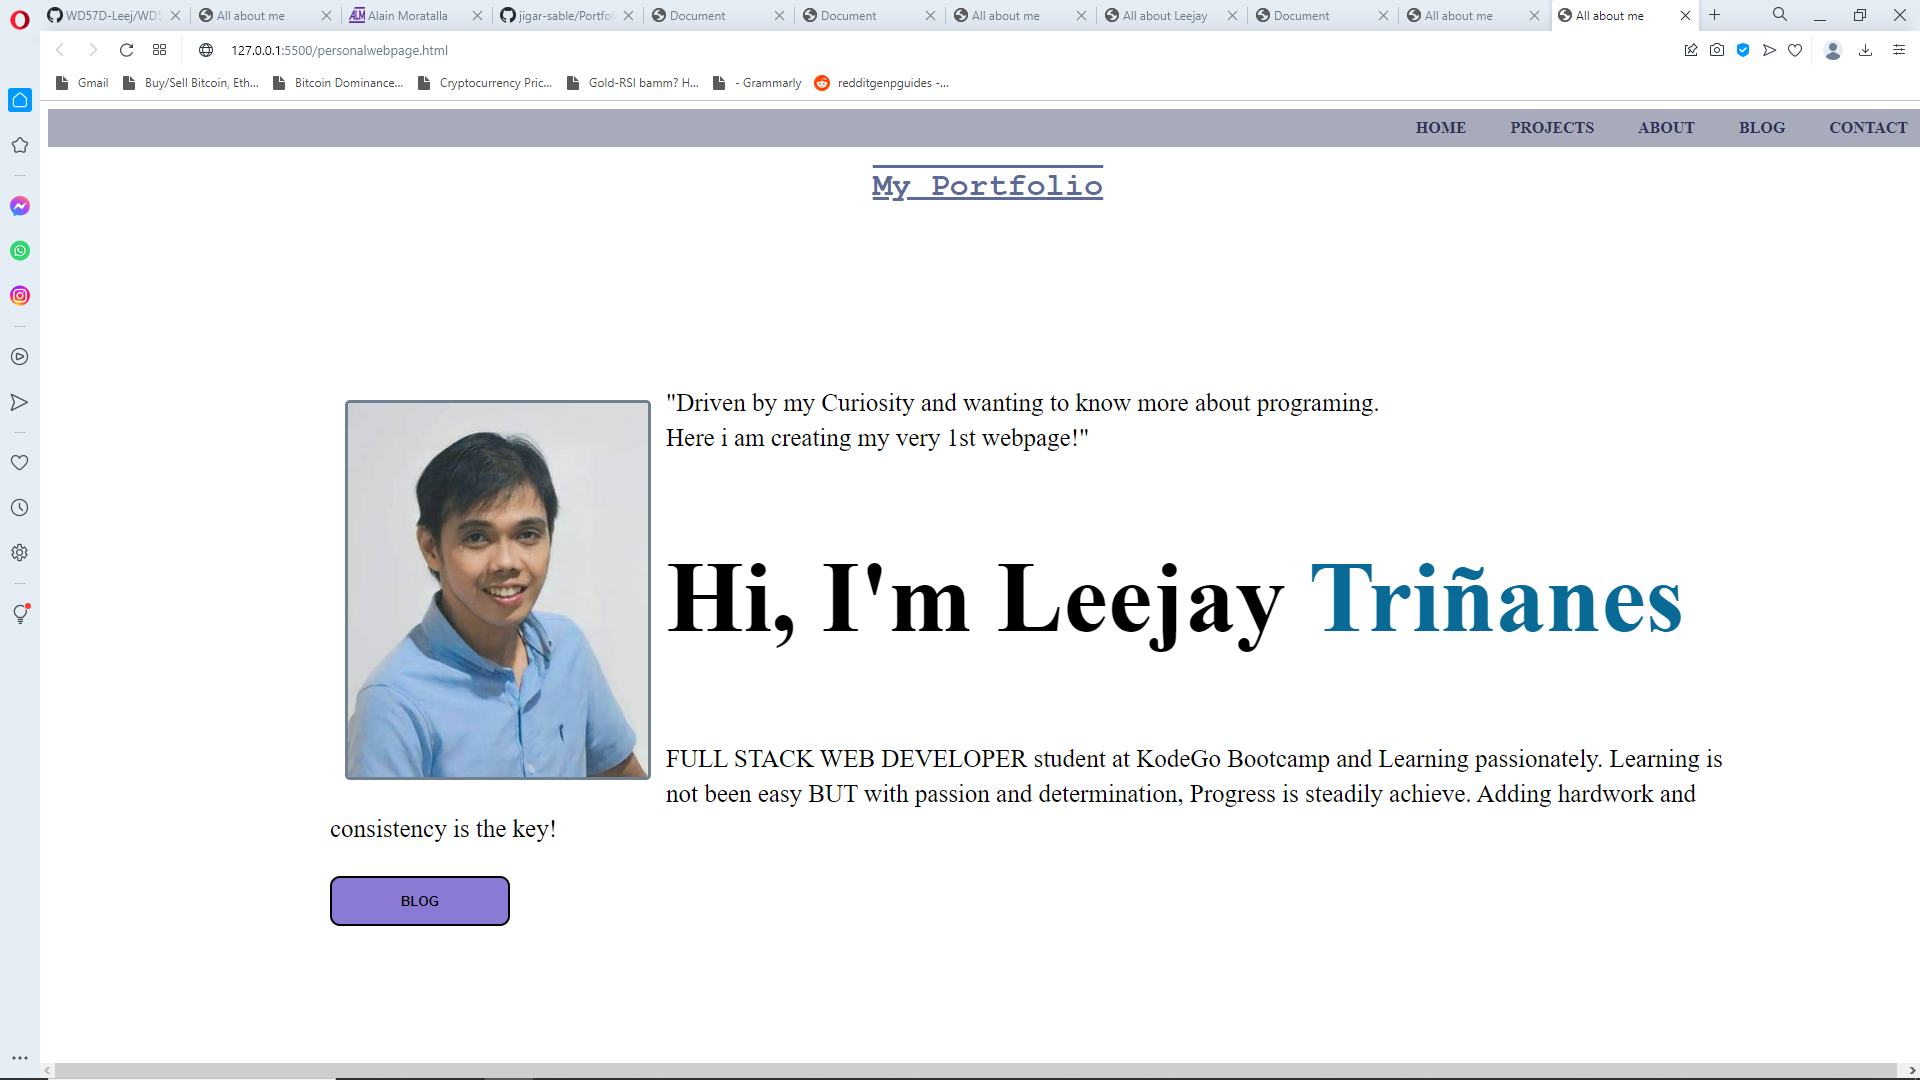 WD57D-Leej/WD5
All about me
Alain Moratalla
jigar-sable/Portfol
Document
Document
All about me
All about Leejay
Document
All about me
All about me
127.0.0.1:5500/personalwebpage.html
Gmail
Buy/Sell Bitcoin, Eth...
Bitcoin Dominance...
Cryptocurrency Pric...
Gold-RSI bamm? H...
- Grammarly
redditgenpguides -...
HOME PROJECTS ABOUT BLOG CONTACT
My Portfolio
"Driven by my Curiosity and wanting to know more about programing.
Here i am creating my very 1st webpage!"
Hi, I'm Leejay Triñanes
FULL STACK WEB DEVELOPER student at KodeGo Bootcamp and Learning passionately. Learning is
not been easy BUT with passion and determination, Progress is steadily achieve. Adding hardwork and
consistency is the key!
BLOG